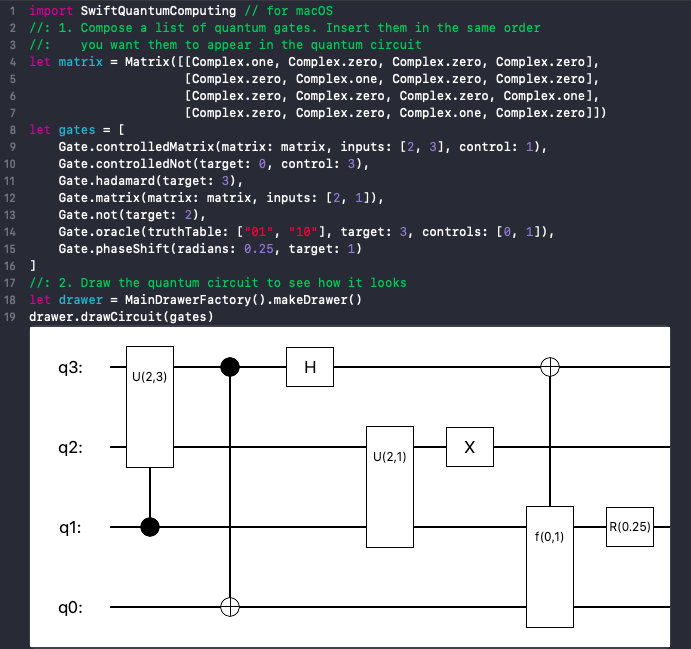 1 import SwiftQuantumComputing // for macOS
2 //: 1. Compose a list of quantum gates. Insert them in the same order
3 //:    you want them to appear in the quantum circuit
4 let matrix = Matrix([[Complex.one, Complex.zero, Complex.zero, Complex.zero],
5                      [Complex.zero, Complex.one, Complex.zero, Complex.zero],
6                      [Complex.zero, Complex.zero, Complex.zero, Complex.one],
7                      [Complex.zero, Complex.zero, Complex.one, Complex.zero]])
8 let gates = [
9     Gate.controlledMatrix(matrix: matrix, inputs: [2, 3], control: 1),
10     Gate.controlledNot(target: 0, control: 3),
11     Gate.hadamard(target: 3),
12     Gate.matrix(matrix: matrix, inputs: [2, 1]),
13     Gate.not(target: 2),
14     Gate.oracle(truthTable: ["01", "10"], target: 3, controls: [0, 1]),
15     Gate.phaseShift(radians: 0.25, target: 1)
16 ]
17 //: 2. Draw the quantum circuit to see how it looks
18 let drawer = MainDrawerFactory().makeDrawer()
19 drawer.drawCircuit(gates)
q3: U(2,3) H
q2: U(2,1) X
q1: f(0,1) R(0.25)
q0: